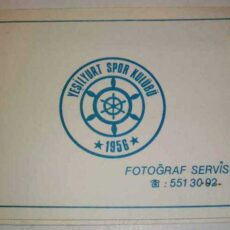 YEŞİLYURT SPOR KULÜBÜ
★ 1956 ★
FOTOĞRAF SERVİS
☎ : 551 30 92